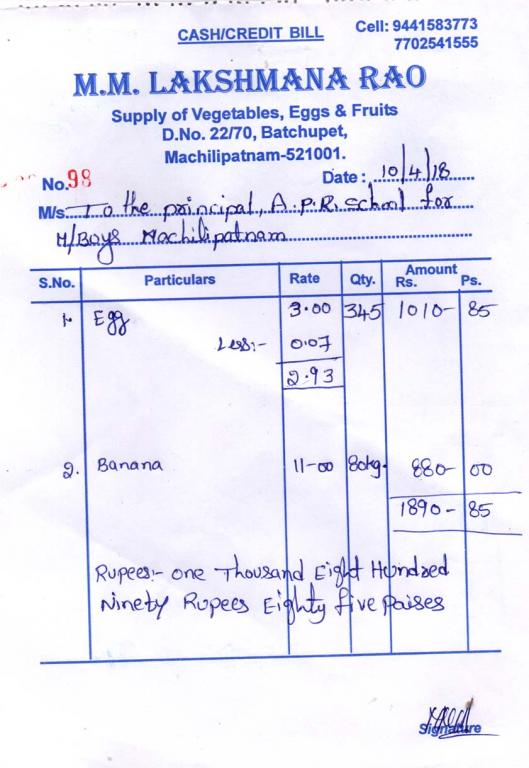 CASH/CREDIT BILL
Cell: 9441583773
7702541555
M.M. LAKSHMANA RAO
Supply of Vegetables, Eggs & Fruits
D.No. 22/70, Batchupet,
Machilipatnam-521001.
No. 98
Date : 10/4/18
M/s. To the principal, A.P.R. School for
M/Boys Machilipatnam
S.No. Particulars Rate Qty. Amount Rs. Ps.
1. Egg 3.00 345 1010- 85
Less:- 0.07
2.93
2. Banana 11-00 80kg. 880- 00
1890- 85
Rupees:- one Thousand Eight Hundred
Ninety Rupees Eighty five Paises
Signature